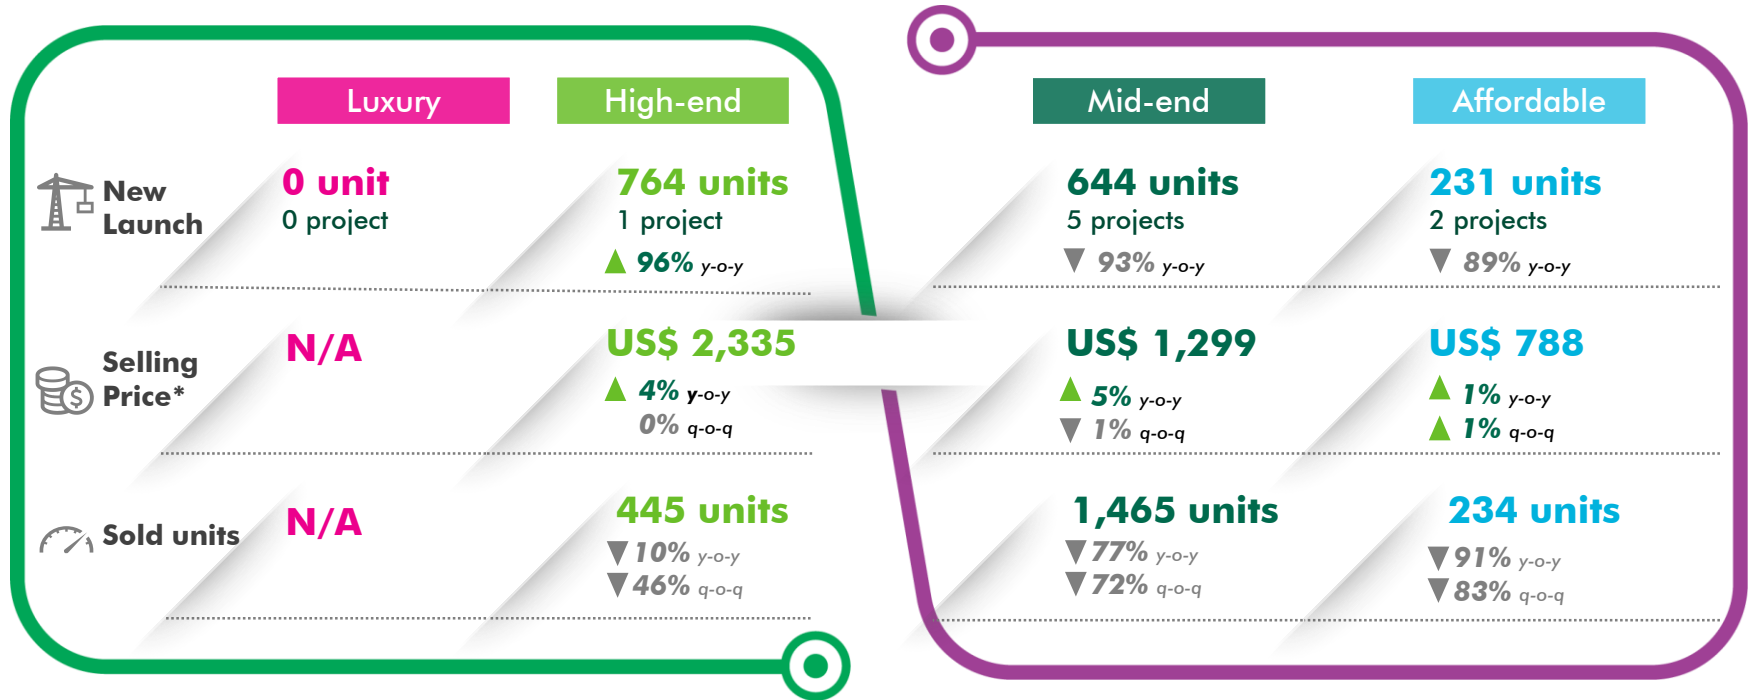 Luxury
High-end
Mid-end
Affordable
New
Launch
0 unit
0 project
764 units
1 project
96% y-o-y
644 units
5 projects
93% y-o-y
231 units
2 projects
89% y-o-y
Selling
Price*
N/A
US$ 2,335
4% y-o-y
0% q-o-q
US$ 1,299
5% y-o-y
1% q-o-q
US$ 788
1% y-o-y
1% q-o-q
Sold units
N/A
445 units
10% y-o-y
46% q-o-q
1,465 units
77% y-o-y
72% q-o-q
234 units
91% y-o-y
83% q-o-q